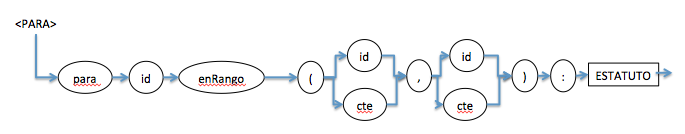 <PARA>
id id
para id enRango ( , ) : ESTATUTO
cte cte